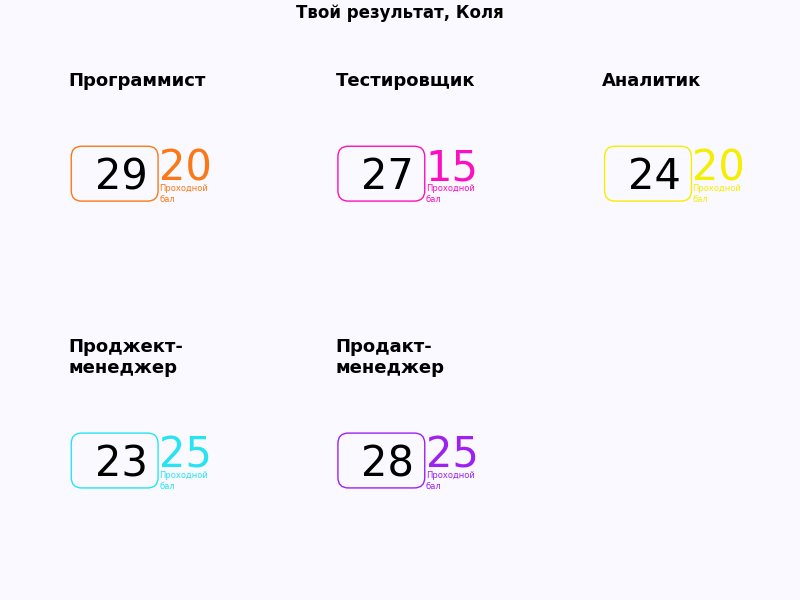 Твой результат, Коля
Программист
Тестировщик
Аналитик
29
20
Проходной
бал
27
15
Проходной
бал
24
20
Проходной
бал
Проджект-
менеджер
Продакт-
менеджер
23
25
Проходной
бал
28
25
Проходной
бал